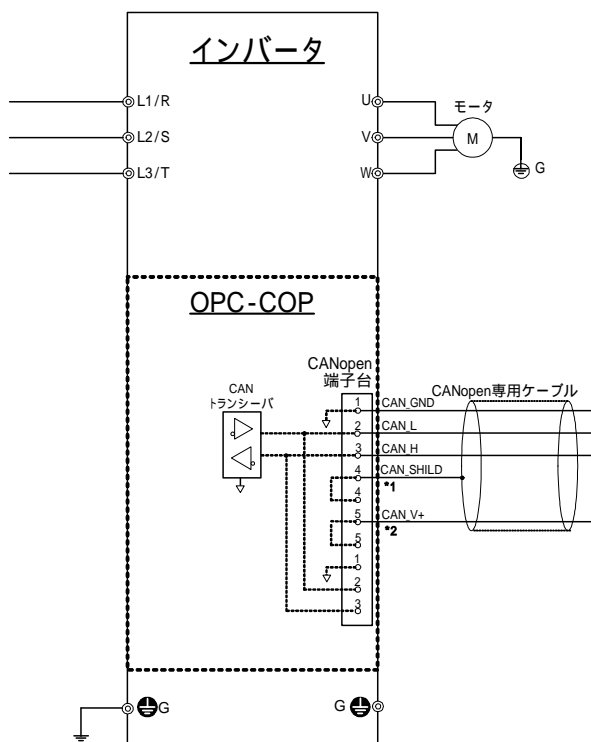 インバータ
L1/R
U
モータ
L2/S
V
M
L3/T
W
G
OPC-COP
CANopen
端子台
CAN
トランシーバ
CANopen専用ケーブル
1
CAN_GND
2
CAN_L
3
CAN_H
4
CAN_SHILD
*1
4
5
CAN_V+
*2
5
1
2
3
G
G